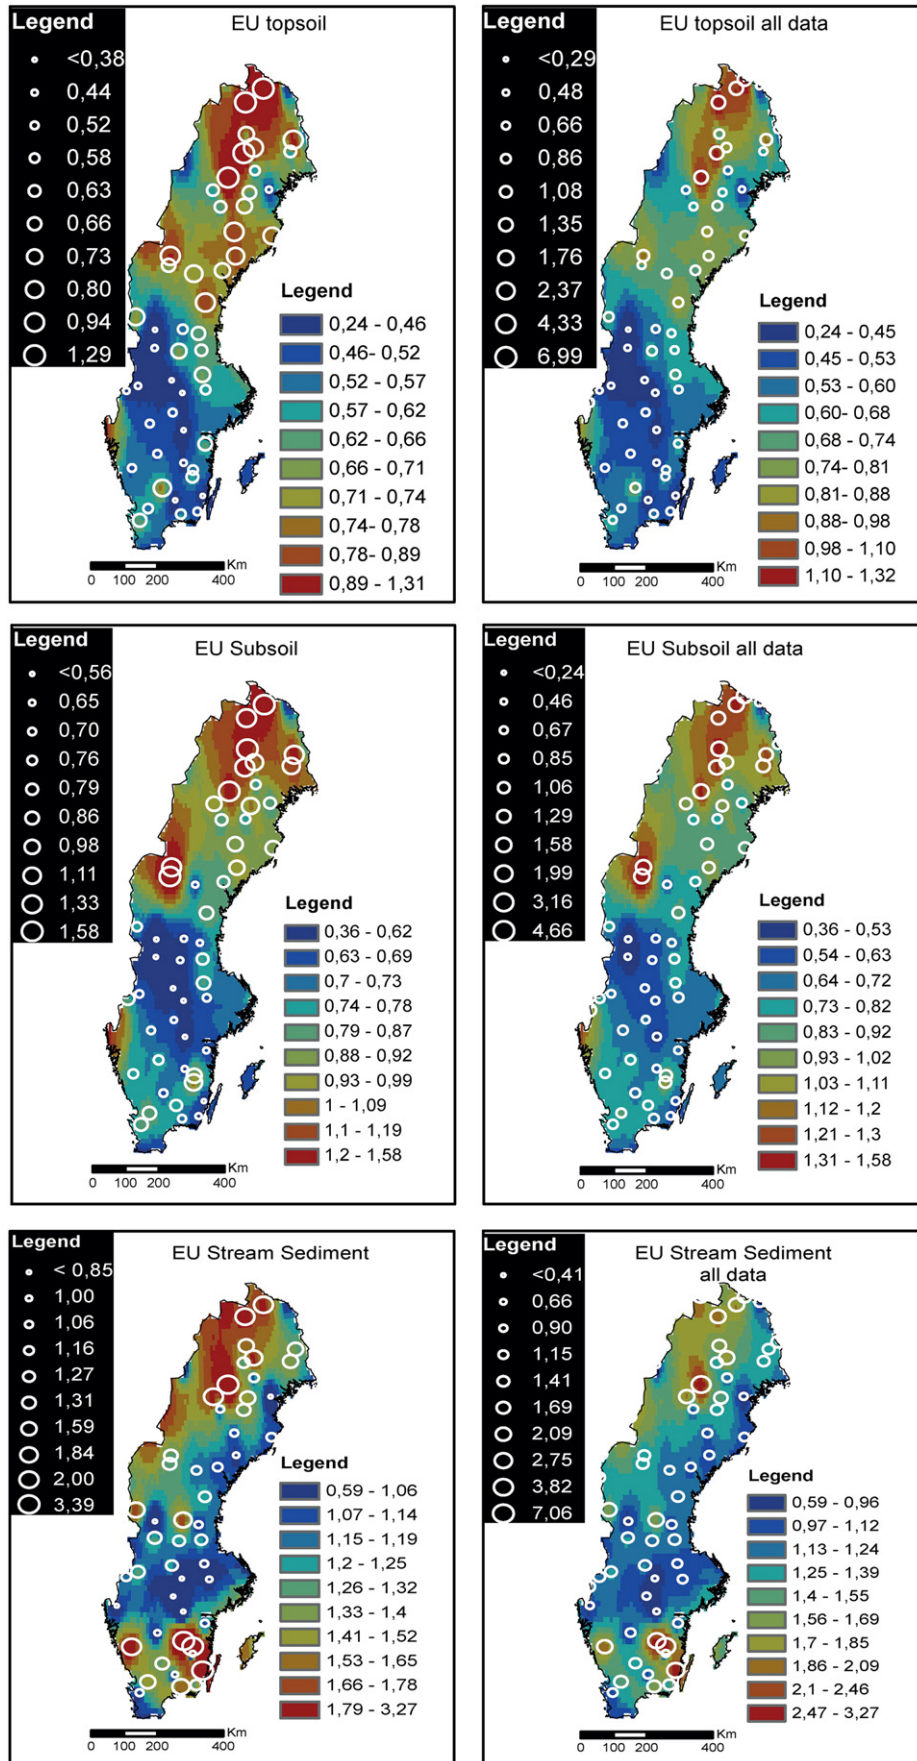 Legend
EU topsoil
<0,38
0,44
0,52
0,58
0,63
0,66
0,73
0,80
0,94
1,29
Legend
0,24 - 0,46
0,46- 0,52
0,52 - 0,57
0,57 - 0,62
0,62 - 0,66
0,66 - 0,71
0,71 - 0,74
0,74- 0,78
0,78- 0,89
0,89 - 1,31
Km
0 100 200 400
Legend
EU topsoil all data
<0,29
0,48
0,66
0,86
1,08
1,35
1,76
2,37
4,33
6,99
Legend
0,24 - 0,45
0,45 - 0,53
0,53 - 0,60
0,60- 0,68
0,68 - 0,74
0,74- 0,81
0,81- 0,88
0,88- 0,98
0,98 - 1,10
1,10 - 1,32
Km
0 100 200 400
Legend
EU Subsoil
<0,56
0,65
0,70
0,76
0,79
0,86
0,98
1,11
1,33
1,58
Legend
0,36 - 0,62
0,63 - 0,69
0,7 - 0,73
0,74 - 0,78
0,79 - 0,87
0,88 - 0,92
0,93 - 0,99
1 - 1,09
1,1 - 1,19
1,2 - 1,58
Km
0 100 200 400
Legend
EU Subsoil all data
<0,24
0,46
0,67
0,85
1,06
1,29
1,58
1,99
3,16
4,66
Legend
0,36 - 0,53
0,54 - 0,63
0,64 - 0,72
0,73 - 0,82
0,83 - 0,92
0,93 - 1,02
1,03 - 1,11
1,12 - 1,2
1,21 - 1,3
1,31 - 1,58
Km
0 100 200 400
Legend
EU Stream Sediment
< 0,85
1,00
1,06
1,16
1,27
1,31
1,59
1,84
2,00
3,39
Legend
0,59 - 1,06
1,07 - 1,14
1,15 - 1,19
1,2 - 1,25
1,26 - 1,32
1,33 - 1,4
1,41 - 1,52
1,53 - 1,65
1,66 - 1,78
1,79 - 3,27
Km
0 100 200 400
Legend
EU Stream Sediment
all data
<0,41
0,66
0,90
1,15
1,41
1,69
2,09
2,75
3,82
7,06
Legend
0,59 - 0,96
0,97 - 1,12
1,13 - 1,24
1,25 - 1,39
1,4 - 1,55
1,56 - 1,69
1,7 - 1,85
1,86 - 2,09
2,1 - 2,46
2,47 - 3,27
Km
0 100 200 400